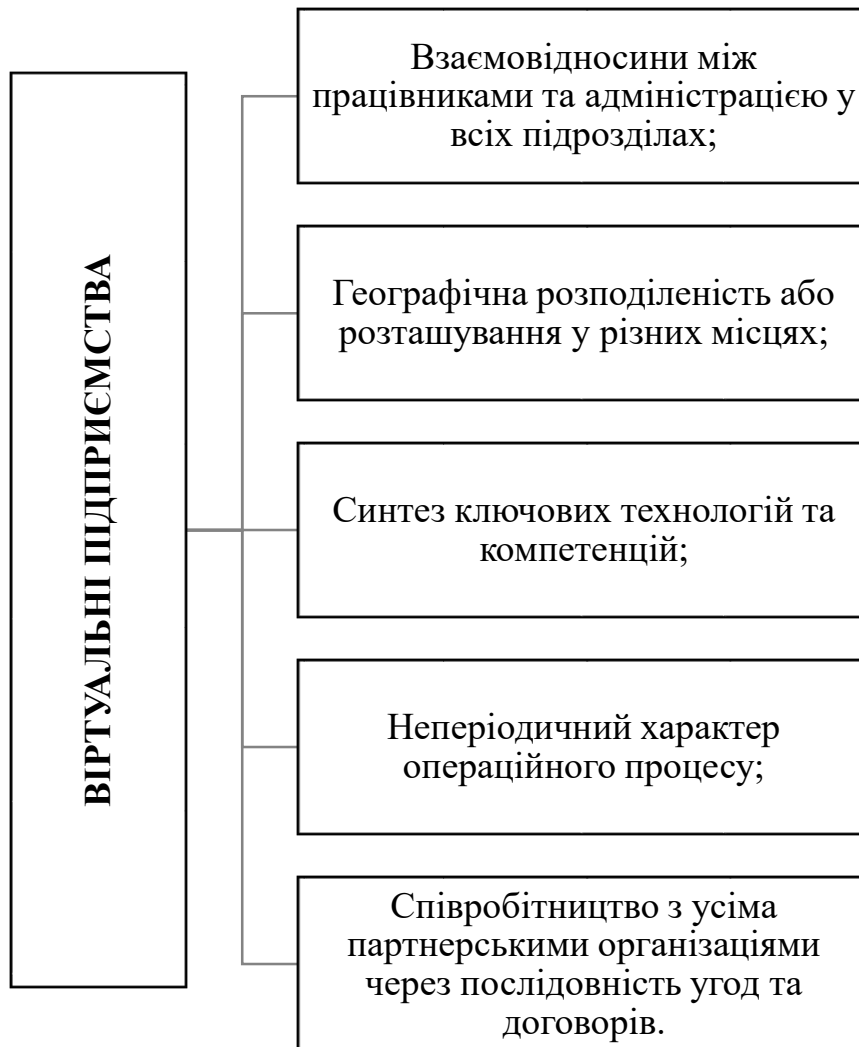 ВІРТУАЛЬНІ ПІДПРИЄМСТВА
Взаємовідносини між
працівниками та адміністрацією у
всіх підрозділах;
Географічна розподіленість або
розташування у різних місцях;
Синтез ключових технологій та
компетенцій;
Неперіодичний характер
операційного процесу;
Співробітництво з усіма
партнерськими організаціями
через послідовність угод та
договорів.